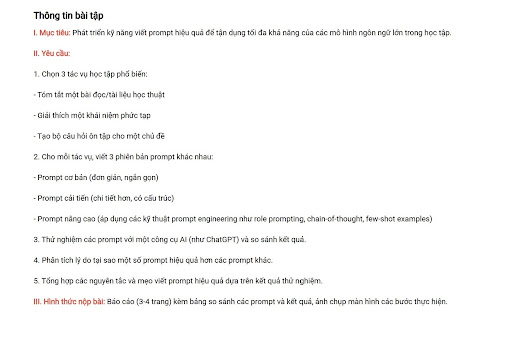 Thông tin bài tập
I. Mục tiêu: Phát triển kỹ năng viết prompt hiệu quả để tận dụng tối đa khả năng của các mô hình ngôn ngữ lớn trong học tập.
II. Yêu cầu:
1. Chọn 3 tác vụ học tập phổ biến:
- Tóm tắt một bài đọc/tài liệu học thuật
- Giải thích một khái niệm phức tạp
- Tạo bộ câu hỏi ôn tập cho một chủ đề
2. Cho mỗi tác vụ, viết 3 phiên bản prompt khác nhau:
- Prompt cơ bản (đơn giản, ngắn gọn)
- Prompt cải tiến (chi tiết hơn, có cấu trúc)
- Prompt nâng cao (áp dụng các kỹ thuật prompt engineering như role prompting, chain-of-thought, few-shot examples)
3. Thử nghiệm các prompt với một công cụ AI (như ChatGPT) và so sánh kết quả.
4. Phân tích lý do tại sao một số prompt hiệu quả hơn các prompt khác.
5. Tổng hợp các nguyên tắc và mẹo viết prompt hiệu quả dựa trên kết quả thử nghiệm.
III. Hình thức nộp bài: Báo cáo (3-4 trang) kèm bảng so sánh các prompt và kết quả, ảnh chụp màn hình các bước thực hiện.